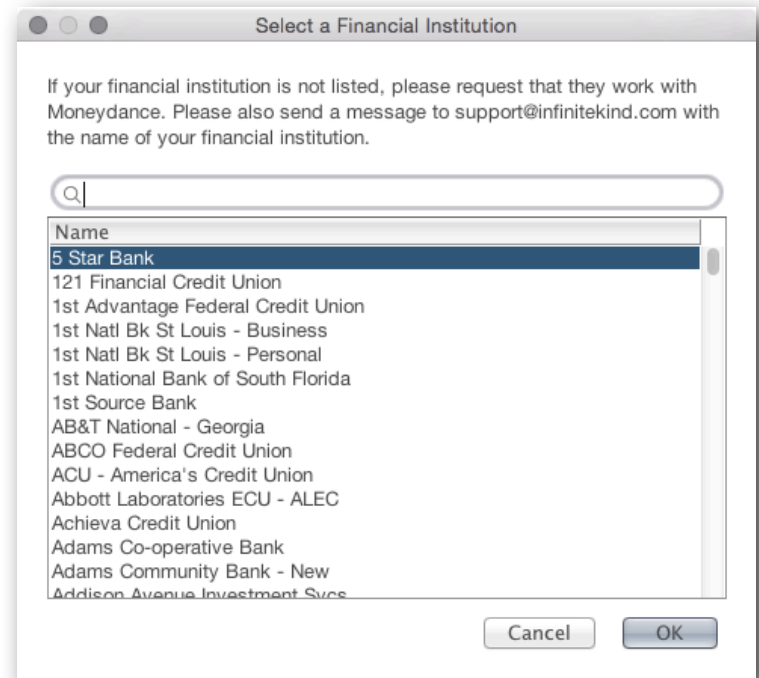 Select a Financial Institution
If your financial institution is not listed, please request that they work with
Moneydance. Please also send a message to support@infinitekind.com with
the name of your financial institution.
Name
5 Star Bank
121 Financial Credit Union
1st Advantage Federal Credit Union
1st Natl Bk St Louis - Business
1st Natl Bk St Louis - Personal
1st National Bank of South Florida
1st Source Bank
AB&T National - Georgia
ABCO Federal Credit Union
ACU - America's Credit Union
Abbott Laboratories ECU - ALEC
Achieva Credit Union
Adams Co-operative Bank
Adams Community Bank - New
Addison Avenue Investment Svcs
Cancel
OK